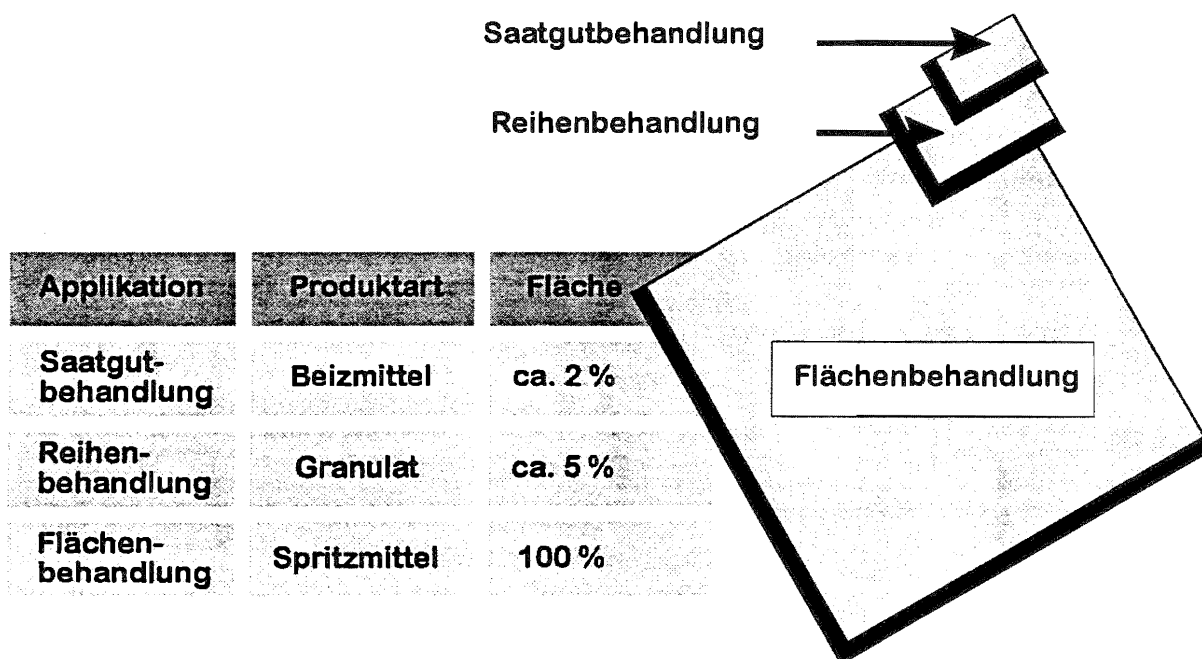 Saatgutbehandlung
Reihenbehandlung
Applikation Produktart Fläche
Saatgut-
behandlung Beizmittel ca. 2 %
Reihen-
behandlung Granulat ca. 5 %
Flächen-
behandlung Spritzmittel 100 %
Flächenbehandlung